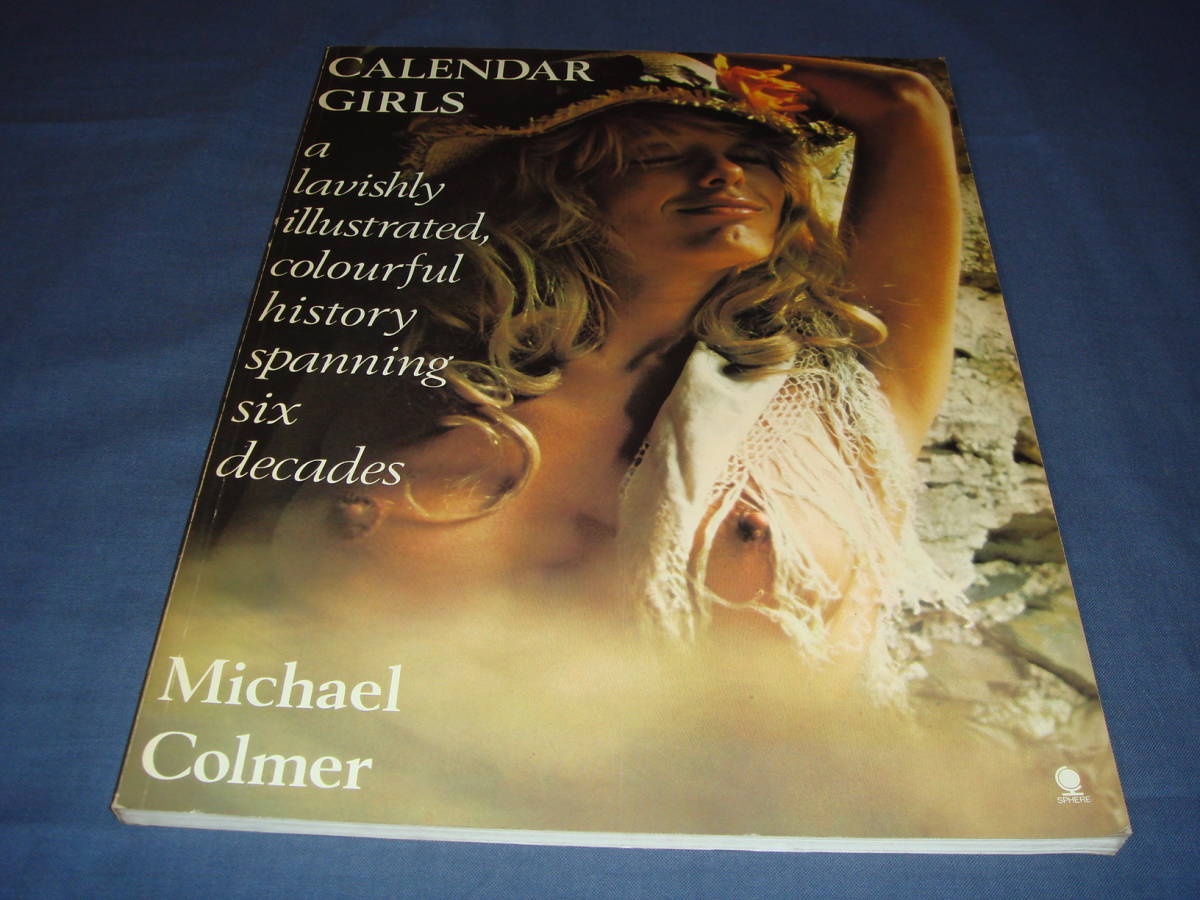 CALENDAR
GIRLS
a
lavishly
illustrated,
colourful
history
spanning
six
decades
Michael
Colmer
SPHERE